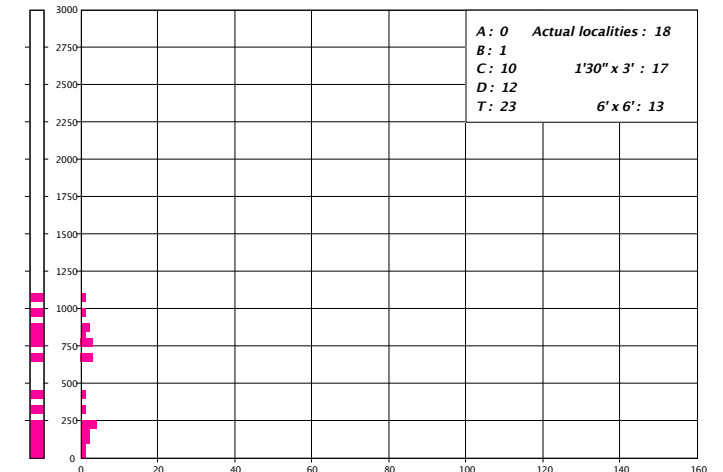 3000
A : 0 Actual localities : 18
2750
B : 1
C : 10 1'30" x 3' : 17
2500
D : 12
T : 23 6' x 6' : 13
2250
2000
1750
1500
1250
1000
750
500
250
0
0 20 40 60 80 100 120 140 160